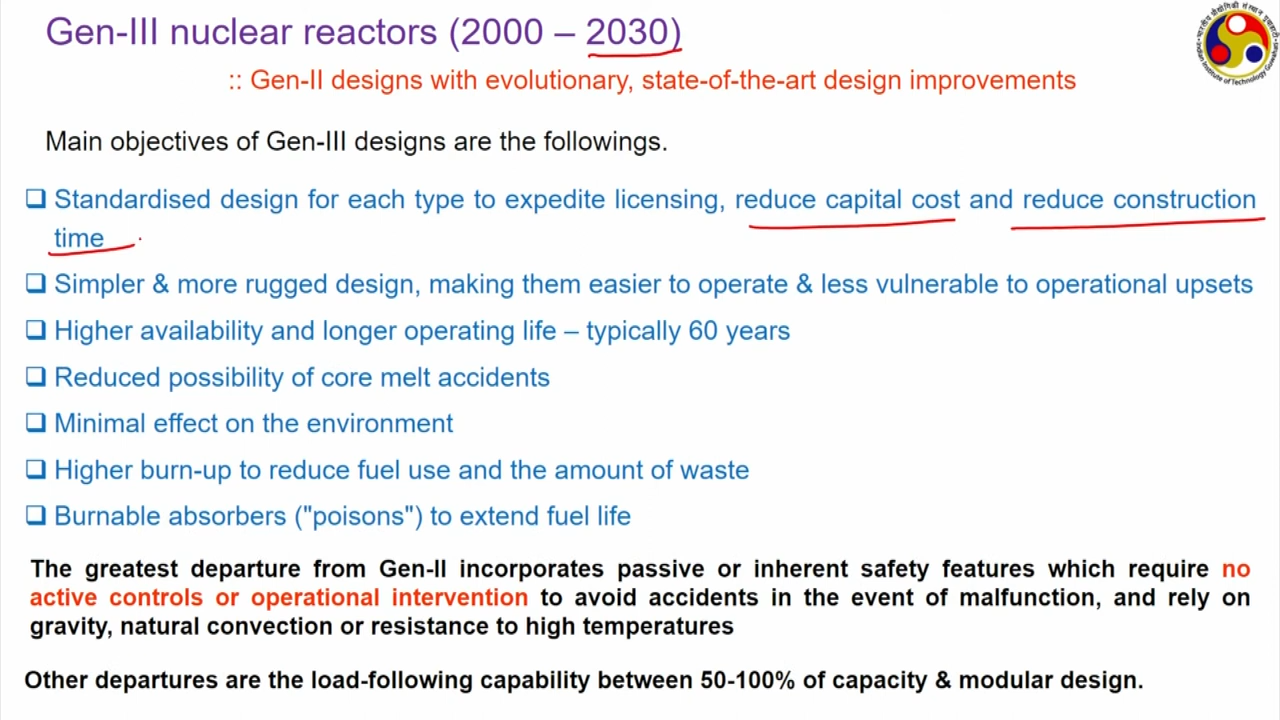 Gen-III nuclear reactors (2000 – 2030)
:: Gen-II designs with evolutionary, state-of-the-art design improvements
Main objectives of Gen-III designs are the followings.
❑ Standardised design for each type to expedite licensing, reduce capital cost and reduce construction
time
❑ Simpler & more rugged design, making them easier to operate & less vulnerable to operational upsets
❑ Higher availability and longer operating life – typically 60 years
❑ Reduced possibility of core melt accidents
❑ Minimal effect on the environment
❑ Higher burn-up to reduce fuel use and the amount of waste
❑ Burnable absorbers ("poisons") to extend fuel life
The greatest departure from Gen-II incorporates passive or inherent safety features which require no
active controls or operational intervention to avoid accidents in the event of malfunction, and rely on
gravity, natural convection or resistance to high temperatures
Other departures are the load-following capability between 50-100% of capacity & modular design.
Indian Institute of Technology Guwahati